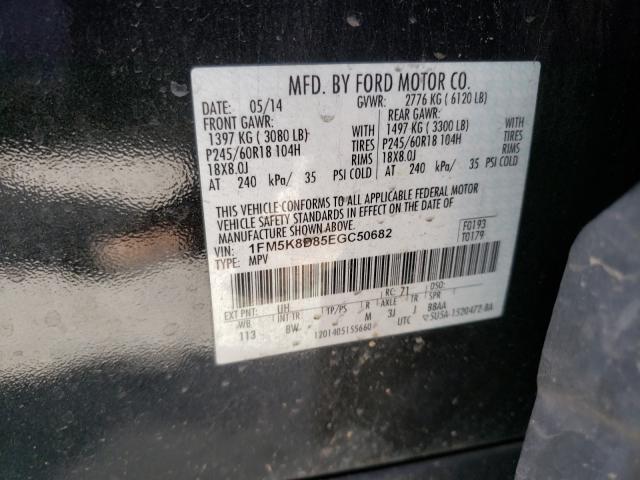 MFD. BY FORD MOTOR CO.
DATE: 05/14 GVWR: 2776 KG ( 6120 LB)
FRONT GAWR: REAR GAWR:
1397 KG ( 3080 LB) WITH 1497 KG ( 3300 LB) WITH
P245/60R18 104H TIRES P245/60R18 104H TIRES
18X8.0J RIMS 18X8.0J RIMS
AT 240 kPa/ 35 PSI COLD AT 240 kPa/ 35 PSI COLD
THIS VEHICLE CONFORMS TO ALL APPLICABLE FEDERAL MOTOR
VEHICLE SAFETY STANDARDS IN EFFECT ON THE DATE OF
MANUFACTURE SHOWN ABOVE.
VIN: 1FM5K8D85EGC50682 F0193
TYPE: MPV T0179
EXT PNT: UH RC: 71 DSO:
WB INT TR TP/PS R AXLE TR SPR
113 BW M 3J J BBAA
1201405155660 UTC 5U5A-1520472-BA